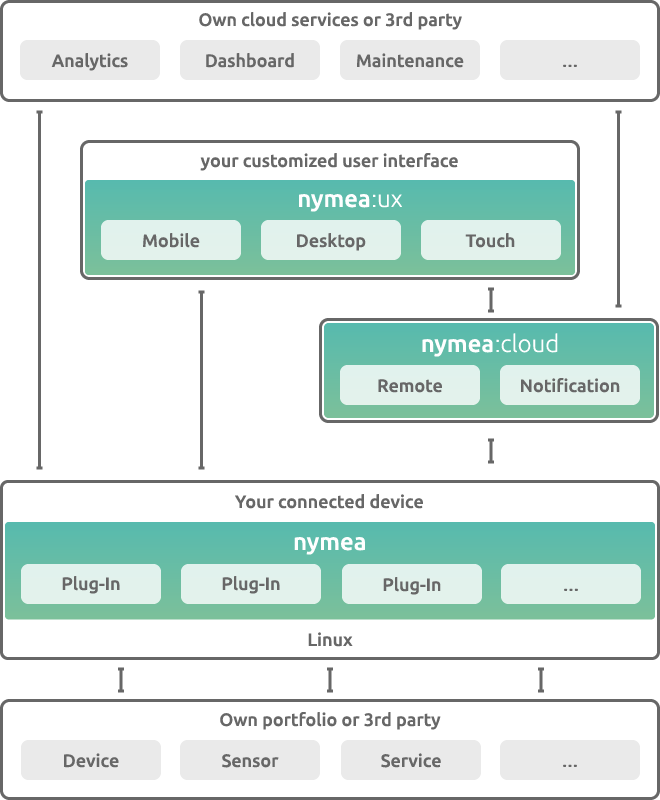 Own cloud services or 3rd party
Analytics Dashboard Maintenance ...
your customized user interface
nymea:ux
Mobile Desktop Touch
nymea:cloud
Remote Notification
Your connected device
nymea
Plug-In Plug-In Plug-In ...
Linux
Own portfolio or 3rd party
Device Sensor Service ...